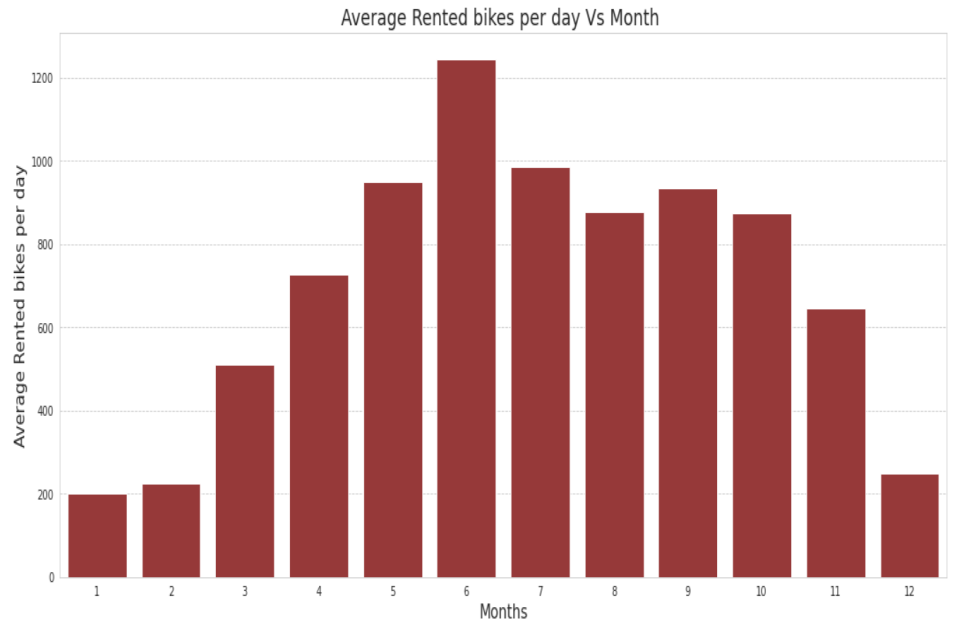 Average Rented bikes per day Vs Month
Average Rented bikes per day
1200
1000
800
600
400
200
0
1 2 3 4 5 6 7 8 9 10 11 12
Months